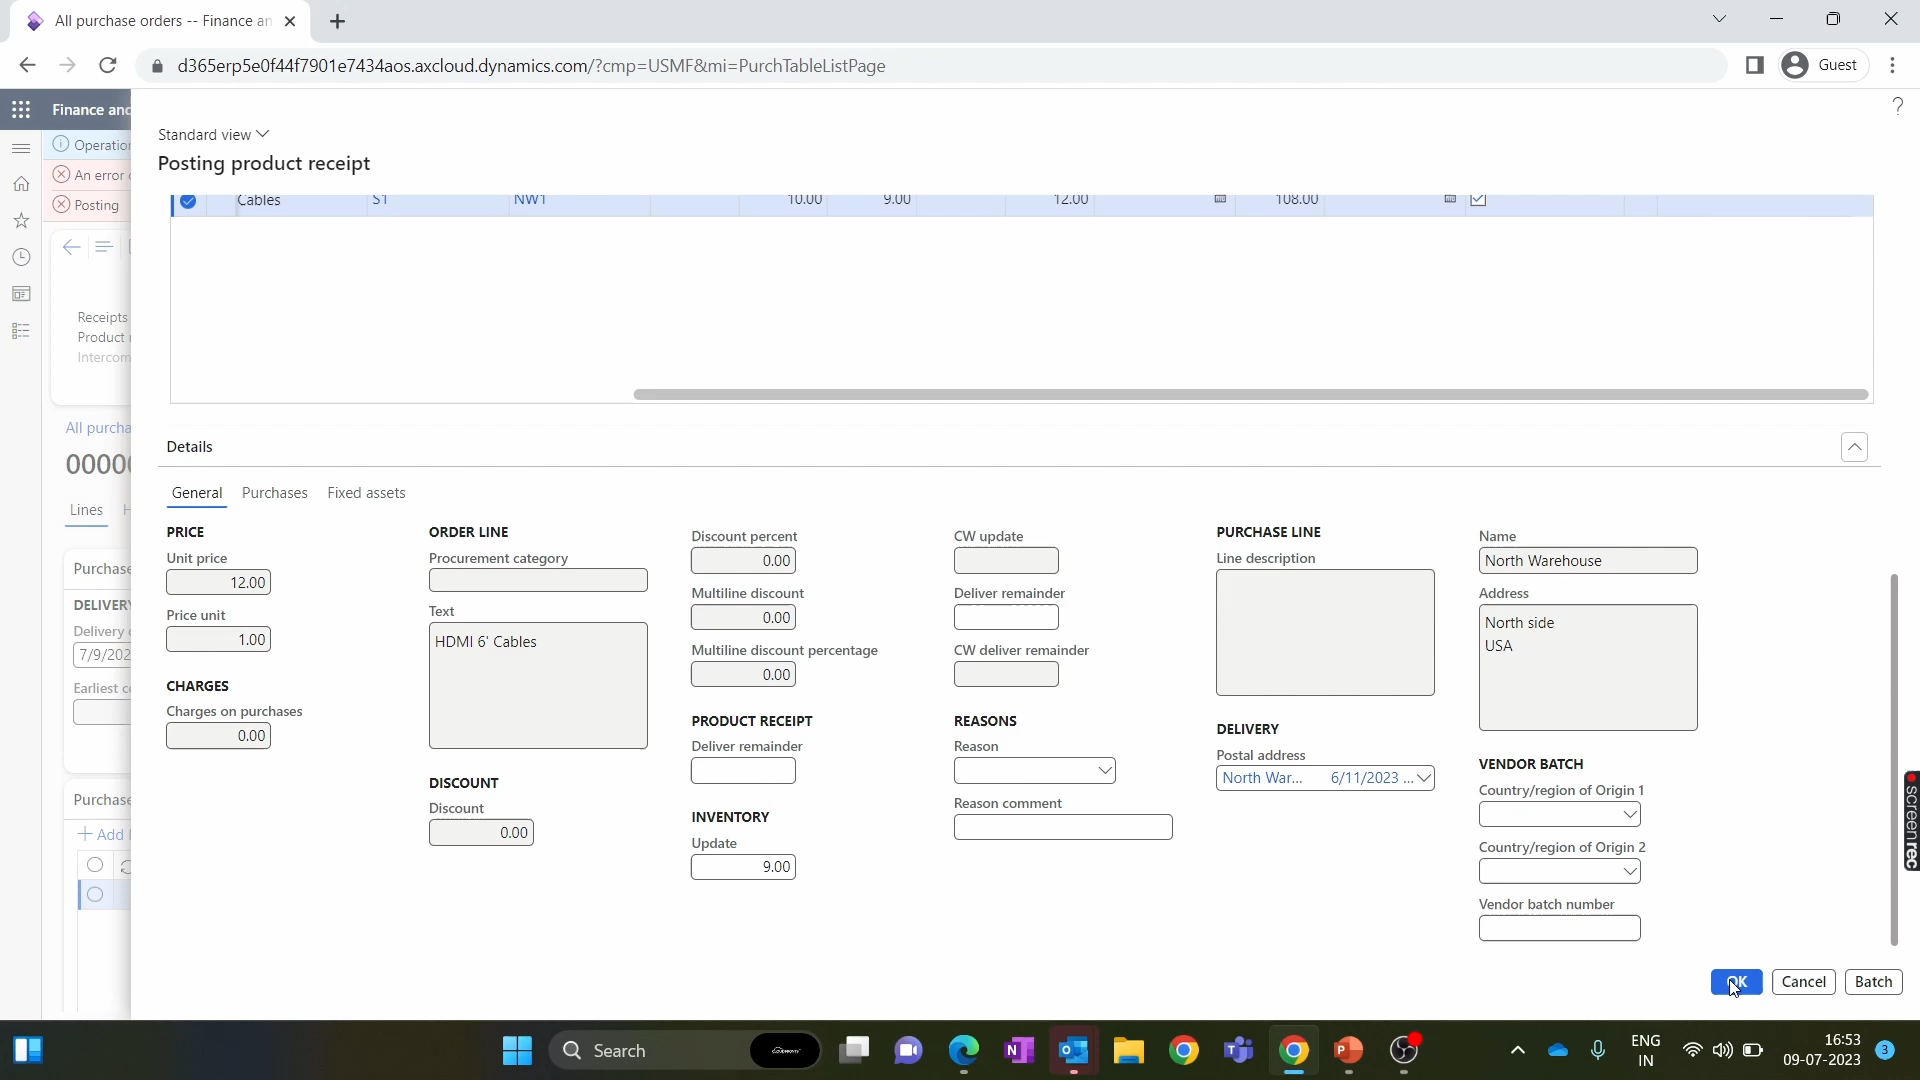 All purchase orders -- Finance an
d365erp5e0f44f7901e7434aos.axcloud.dynamics.com/?cmp=USMF&mi=PurchTableListPage
Guest
Finance and
?
Operation
An error
Posting
Receipts
Product
Intercom
All purcha
0000
Lines
Purchase
DELIVERY
Delivery
7/9/202
Earliest c
Purchase
Add
Standard view
Posting product receipt
Cables S1 NW1 10.00 9.00 12.00 108.00
Details
General Purchases Fixed assets
PRICE
Unit price
12.00
Price unit
1.00
CHARGES
Charges on purchases
0.00
ORDER LINE
Procurement category
Text
HDMI 6' Cables
DISCOUNT
Discount
0.00
Discount percent
0.00
Multiline discount
0.00
Multiline discount percentage
0.00
PRODUCT RECEIPT
Deliver remainder
INVENTORY
Update
9.00
CW update
Deliver remainder
CW deliver remainder
REASONS
Reason
Reason comment
PURCHASE LINE
Line description
DELIVERY
Postal address
North War... 6/11/2023 ...
Name
North Warehouse
Address
North side
USA
VENDOR BATCH
Country/region of Origin 1
Country/region of Origin 2
Vendor batch number
OK Cancel Batch
screenrec
Search
ENG
IN
16:53
09-07-2023
3